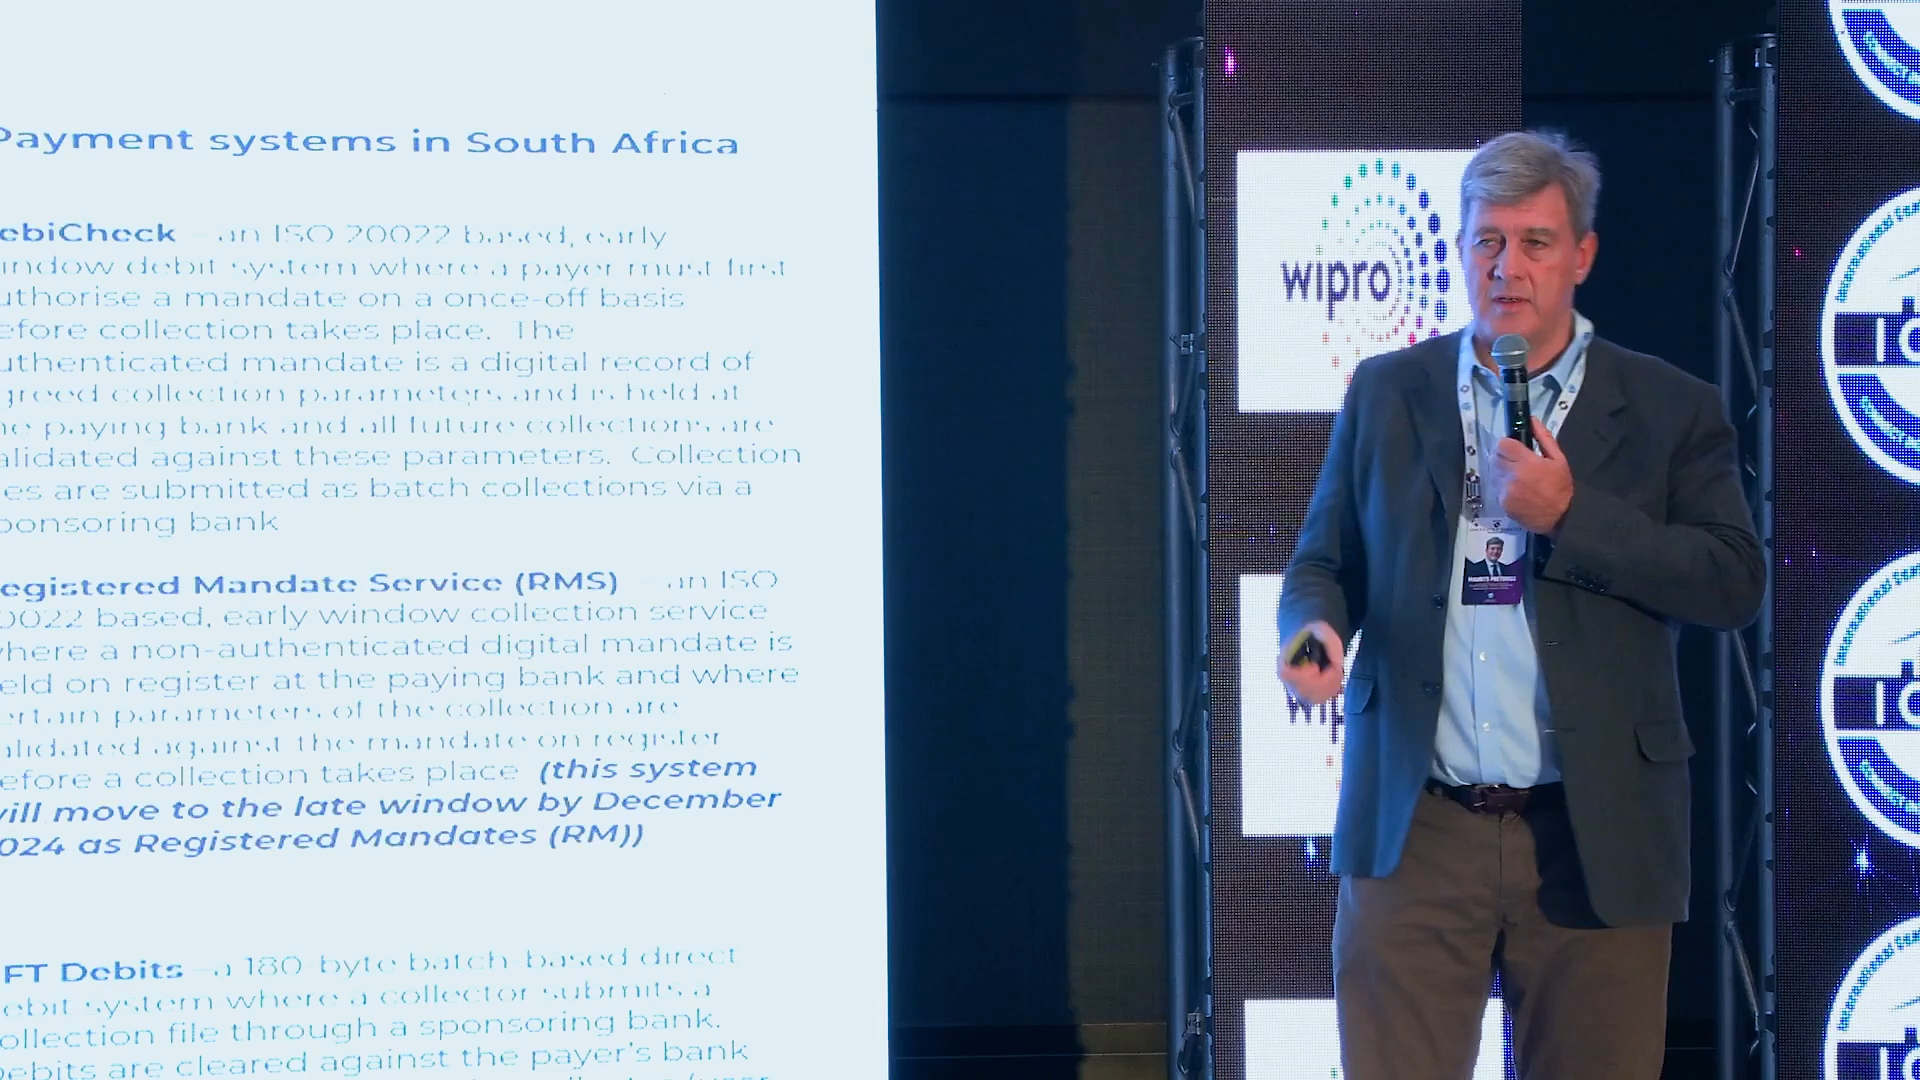 Payment systems in South Africa
ebiCheck – an ISO 20022 based, early
indow debit system where a payer must first
uthorise a mandate on a once-off basis
efore collection takes place. The
uthenticated mandate is a digital record of
greed collection parameters and is held at
he paying bank and all future collections are
alidated against these parameters. Collection
es are submitted as batch collections via a
ponsoring bank
egistered Mandate Service (RMS) – an ISO
0022 based, early window collection service
here a non-authenticated digital mandate is
eld on register at the paying bank and where
ertain parameters of the collection are
alidated against the mandate on register
efore a collection takes place (this system
will move to the late window by December
024 as Registered Mandates (RM))
FT Debits – a 180 byte batch based direct
ebit system where a collector submits a
ollection file through a sponsoring bank.
ebits are cleared against the payer's bank
wipro
MAURITS PRETORIUS
wip